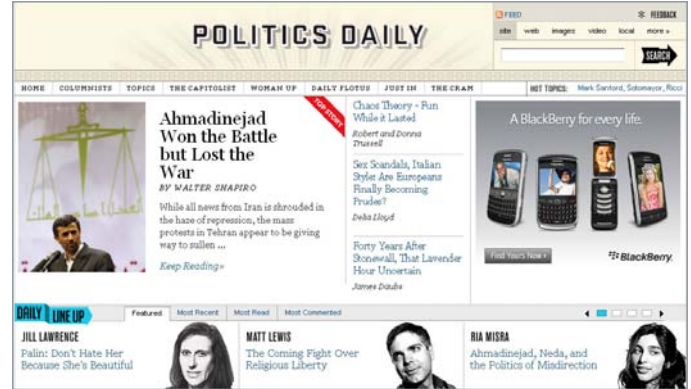 POLITICS DAILY
FEED
FEEDBACK
site web images video local more »
SEARCH
HOME COLUMNISTS TOPICS THE CAPITOLIST WOMAN UP DAILY FLOTUS JUST IN THE CRAM
HOT TOPICS: Mark Sanford, Sotomayor, Ricci
TOP STORY
Ahmadinejad
Won the Battle
but Lost the
War
BY WALTER SHAPIRO
While all news from Iran is shrouded in
the haze of repression, the mass
protests in Tehran appear to be giving
way to sullen ...
Keep Reading»
Chaos Theory - Fun
While it Lasted
Robert and Donna
Trussell
Sex Scandals, Italian
Style: Are Europeans
Finally Becoming
Prudes?
Delia Lloyd
Forty Years After
Stonewall, That Lavender
Hour Uncertain
James Daubs
A BlackBerry for every life.
Find Yours Now
BlackBerry.
DAILY LINE UP
Featured Most Recent Most Read Most Commented
JILL LAWRENCE
Palin: Don't Hate Her
Because She's Beautiful
MATT LEWIS
The Coming Fight Over
Religious Liberty
RIA MISRA
Ahmadinejad, Neda, and
the Politics of Misdirection